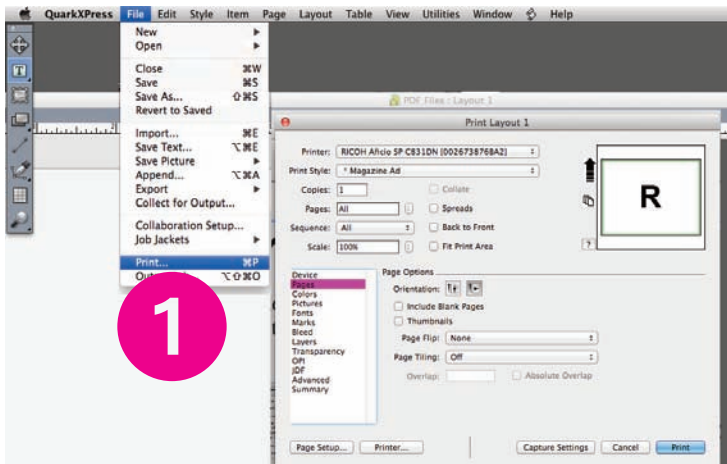 QuarkXPress File Edit Style Item Page Layout Table View Utilities Window Help
New
Open
Close ⌘W
Save ⌘S
Save As... ⇧⌘S
Revert to Saved
Import... ⌘E
Save Text... ⌥⌘E
Save Picture
Append... ⌥⌘A
Export
Collect for Output...
Collaboration Setup...
Job Jackets
Print... ⌘P
⌥⇧⌘O
1
PDF Files : Layout 1
Print Layout 1
Printer: RICOH Aficio SP C831DN [0026738768A2]
Print Style: * Magazine Ad
Copies: 1 Collate
Pages: All Spreads
Sequence: All Back to Front
Scale: 100% Fit Print Area
R
?
Device
Pages
Colors
Pictures
Fonts
Marks
Bleed
Layers
Transparency
OPI
JDF
Advanced
Summary
Page Options
Orientation:
Include Blank Pages
Thumbnails
Page Flip: None
Page Tiling: Off
Overlap: Absolute Overlap
Page Setup... Printer... Capture Settings Cancel Print